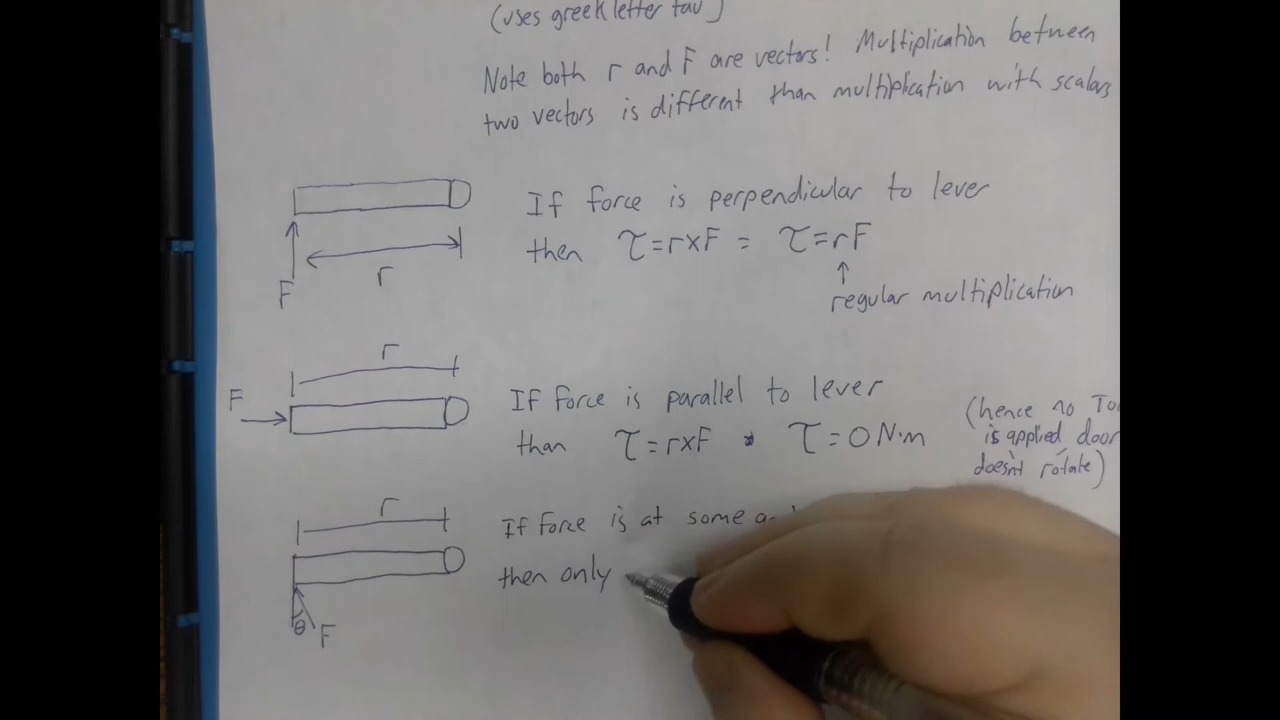 (uses greek letter tau)
Note both r and F are vectors! Multiplication between
two vectors is different than multiplication with scalars
If force is perpendicular to lever
then τ=r×F = τ=rF
↑
regular multiplication
F
r
r
F
If force is parallel to lever
than τ=r×F τ=0 N·m
(hence no
is applied door
doesn't rotate)
r
If force is at some
then only
θ
F